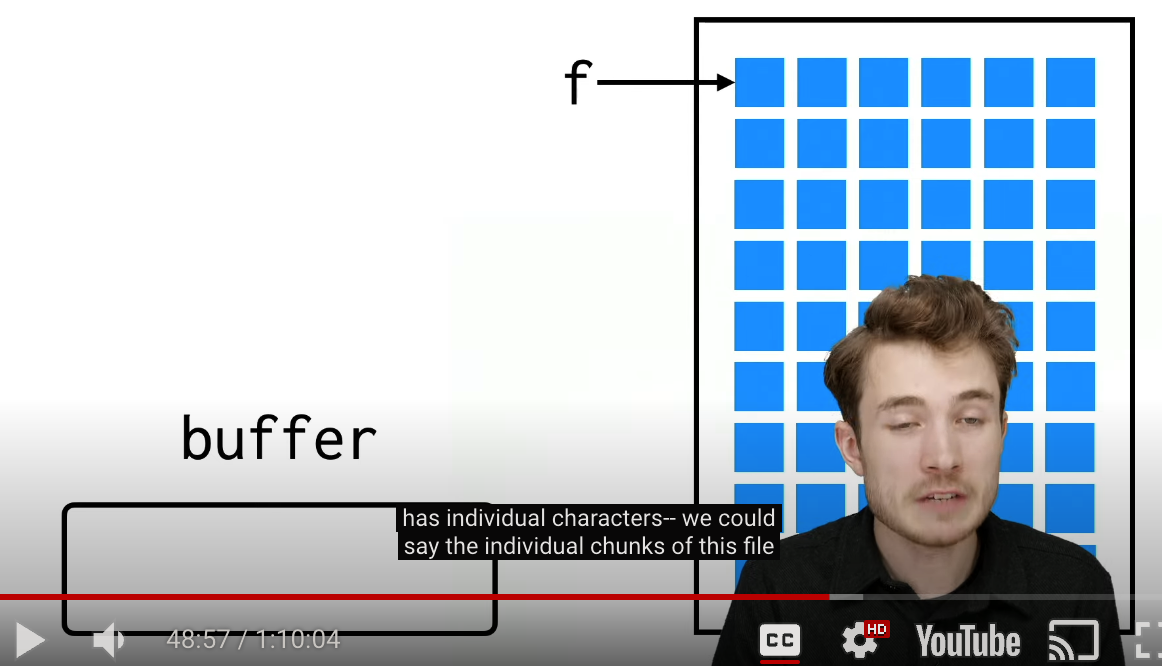 f
buffer
has individual characters-- we could
say the individual chunks of this file
48:57 / 1:10:04
CC
HD
YouTube